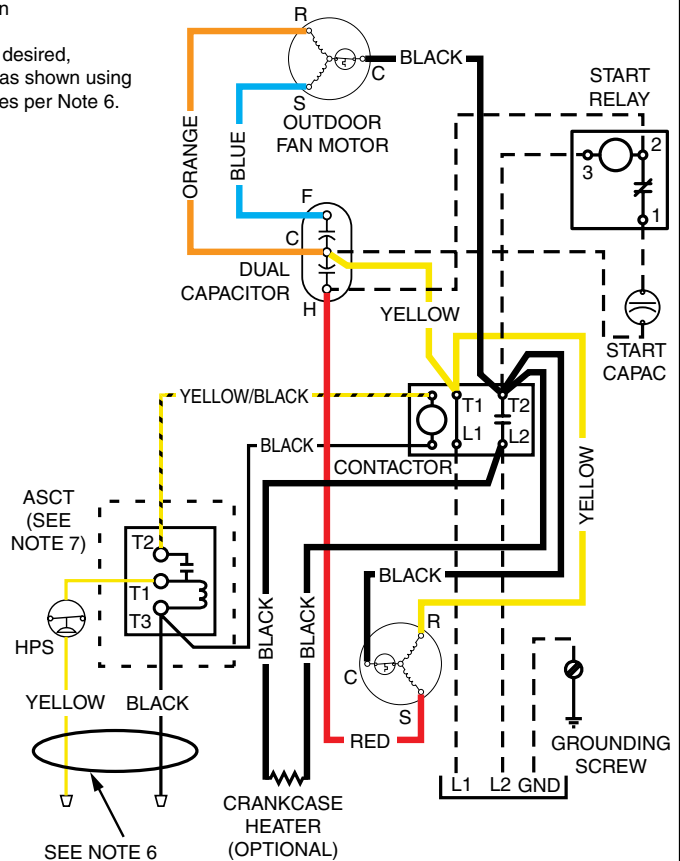 n
desired,
as shown using
es per Note 6.
R
C
S
BLACK
OUTDOOR
FAN MOTOR
ORANGE
BLUE
START
RELAY
2
3
1
F
C
H
DUAL
CAPACITOR
YELLOW
START
CAPAC
YELLOW/BLACK
T1
T2
L1
L2
BLACK
CONTACTOR
YELLOW
ASCT
(SEE
NOTE 7)
T2
T1
T3
HPS
BLACK
BLACK
BLACK
R
C
S
YELLOW
BLACK
RED
GROUNDING
SCREW
L1 L2 GND
CRANKCASE
HEATER
(OPTIONAL)
SEE NOTE 6